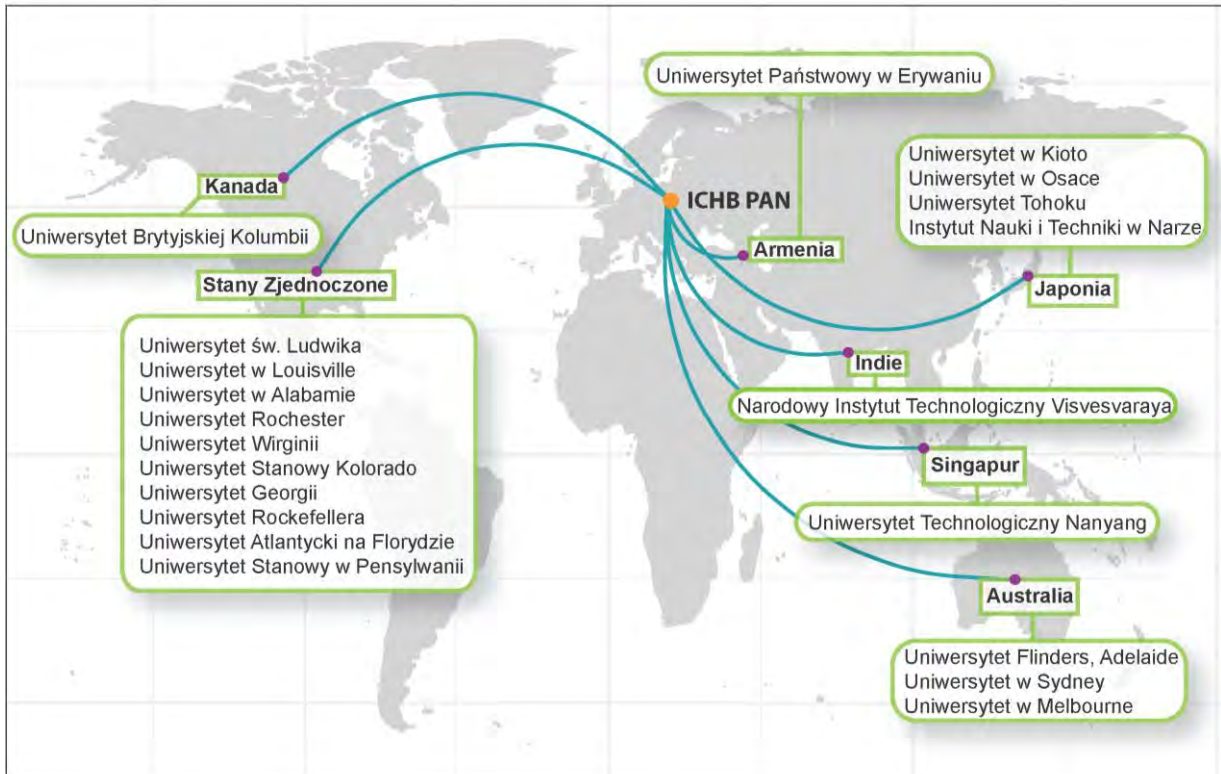 Uniwersytet Państwowy w Erywaniu
Uniwersytet w Kioto
Uniwersytet w Osace
Uniwersytet Tohoku
Instytut Nauki i Techniki w Narze
Kanada
ICHB PAN
Uniwersytet Brytyjskiej Kolumbii
Armenia
Stany Zjednoczone
Japonia
Uniwersytet św. Ludwika
Uniwersytet w Louisville
Uniwersytet w Alabamie
Uniwersytet Rochester
Uniwersytet Wirginii
Uniwersytet Stanowy Kolorado
Uniwersytet Georgii
Uniwersytet Rockefellera
Uniwersytet Atlantycki na Florydzie
Uniwersytet Stanowy w Pensylwanii
Indie
Narodowy Instytut Technologiczny Visvesvaraya
Singapur
Uniwersytet Technologiczny Nanyang
Australia
Uniwersytet Flinders, Adelaide
Uniwersytet w Sydney
Uniwersytet w Melbourne